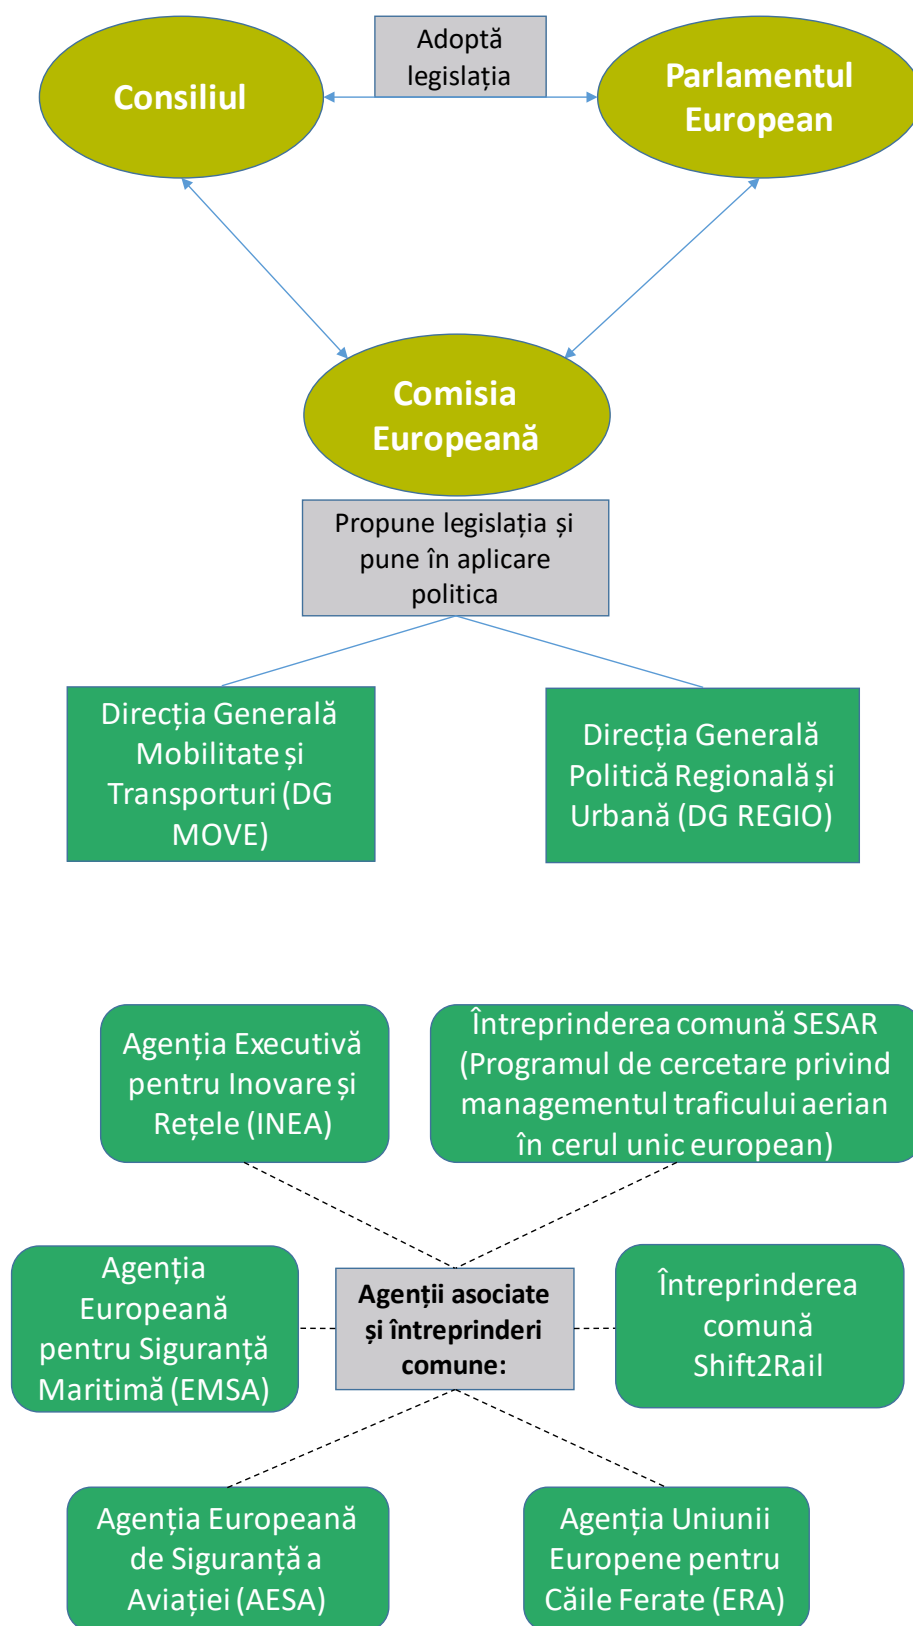 Adoptă
legislația
Consiliul
Parlamentul
European
Comisia
Europeană
Propune legislația și
pune în aplicare
politica
Direcția Generală
Mobilitate și
Transporturi (DG
MOVE)
Direcția Generală
Politică Regională și
Urbană (DG REGIO)
Agenția Executivă
pentru Inovare și
Rețele (INEA)
Întreprinderea comună SESAR
(Programul de cercetare privind
managementul traficului aerian
în cerul unic european)
Agenția
Europeană
pentru Siguranță
Maritimă (EMSA)
Agenții asociate
și întreprinderi
comune:
Întreprinderea
comună
Shift2Rail
Agenția Europeană
de Siguranță a
Aviației (AESA)
Agenția Uniunii
Europene pentru
Căile Ferate (ERA)